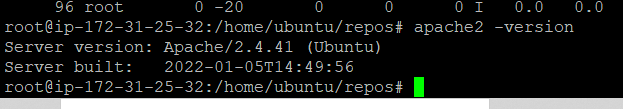 96 root 0 -20 0 0 0 I 0.0 0.0
root@ip-172-31-25-32:/home/ubuntu/repos# apache2 -version
Server version: Apache/2.4.41 (Ubuntu)
Server built: 2022-01-05T14:49:56
root@ip-172-31-25-32:/home/ubuntu/repos#